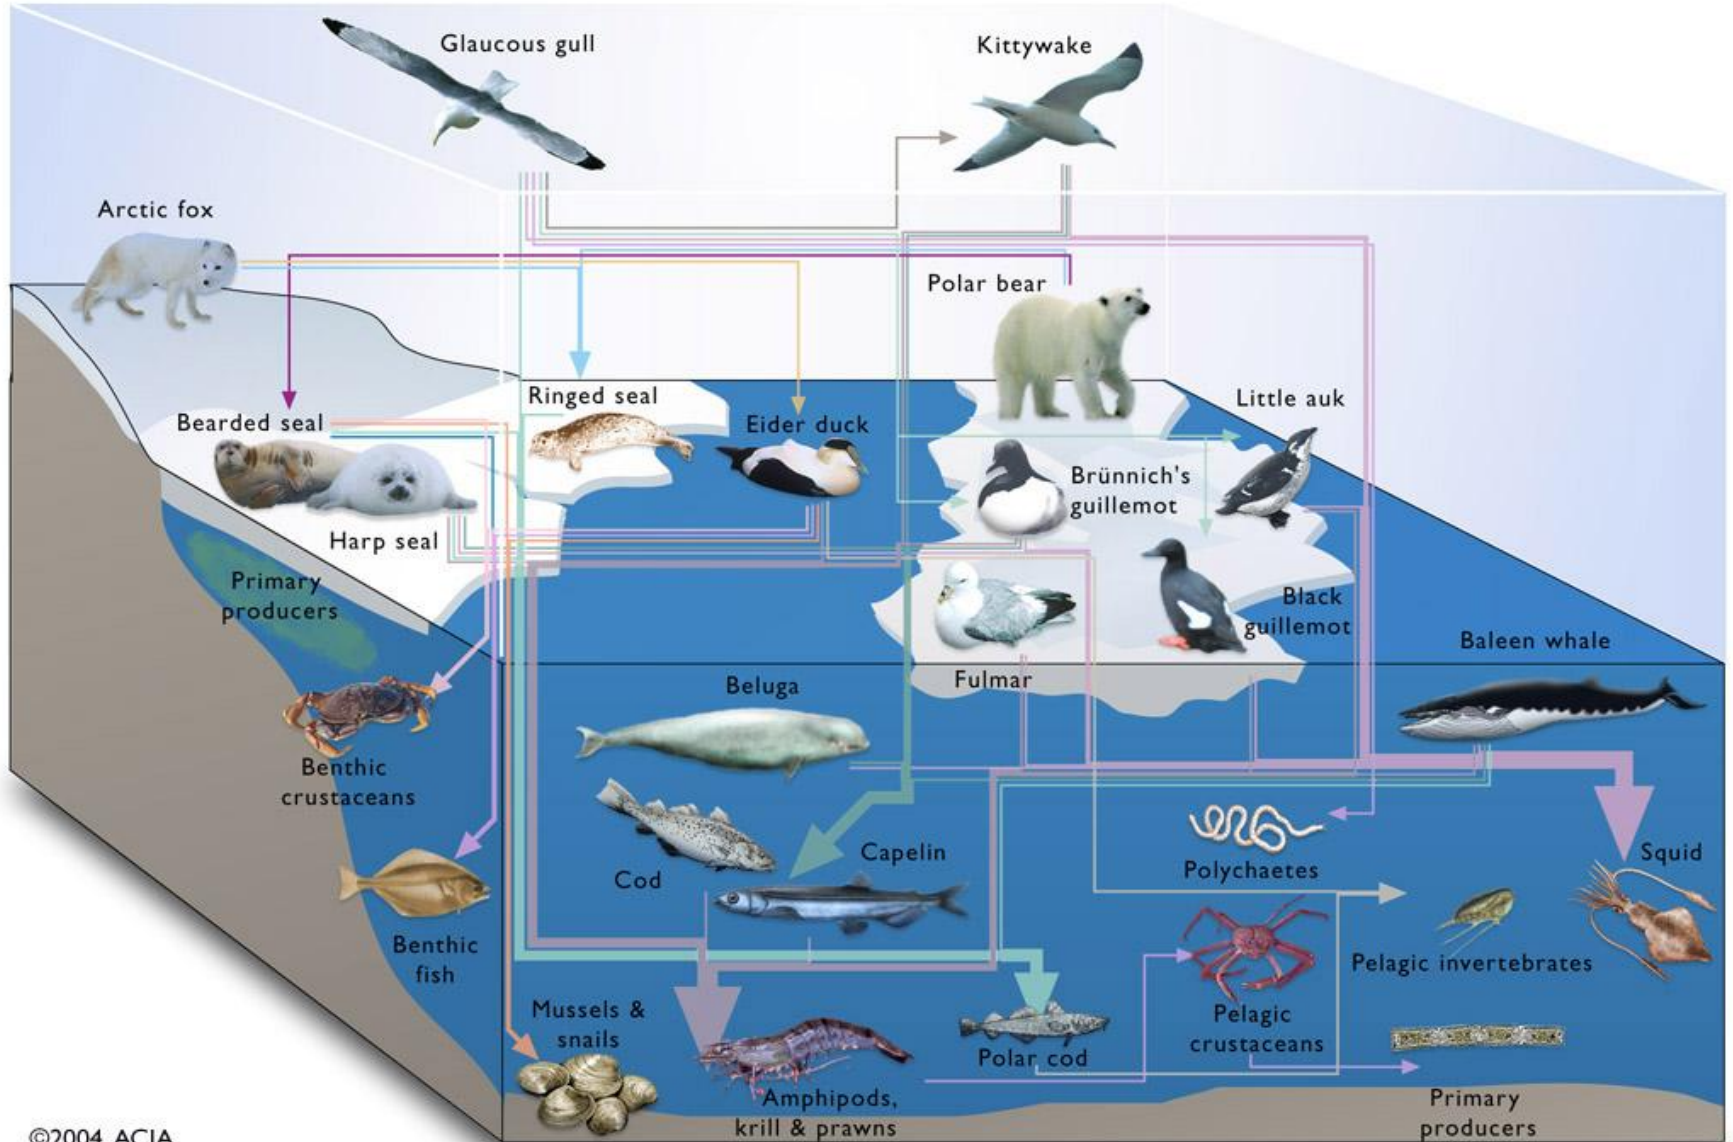 Glaucous gull
Kittywake
Arctic fox
Polar bear
Ringed seal
Little auk
Bearded seal
Eider duck
Brünnich's
guillemot
Harp seal
Primary
producers
Black
guillemot
Baleen whale
Fulmar
Beluga
Benthic
crustaceans
Capelin
Squid
Cod
Polychaetes
Benthic
fish
Pelagic invertebrates
Mussels &
snails
Pelagic
crustaceans
Polar cod
Amphipods,
krill & prawns
Primary
producers
©2004 ACIA